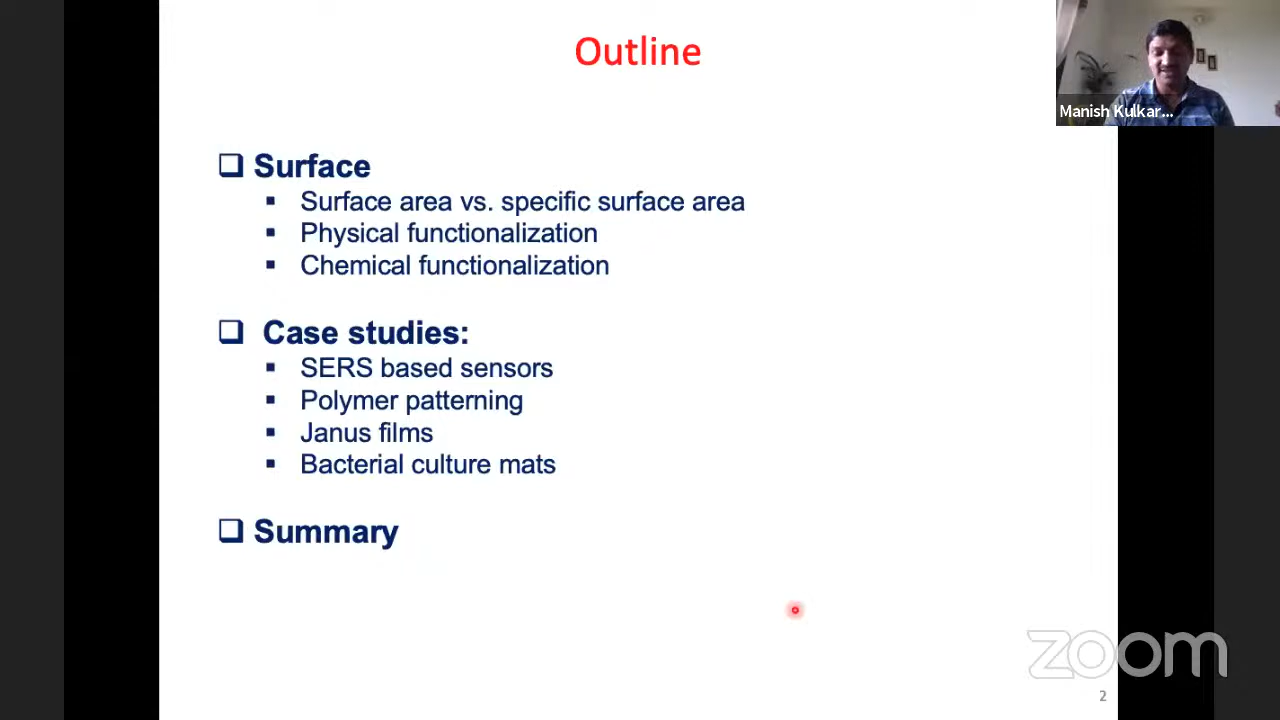 Outline
Manish Kulkar...
❑ Surface
▪ Surface area vs. specific surface area
▪ Physical functionalization
▪ Chemical functionalization
❑ Case studies:
▪ SERS based sensors
▪ Polymer patterning
▪ Janus films
▪ Bacterial culture mats
❑ Summary
zoom
2